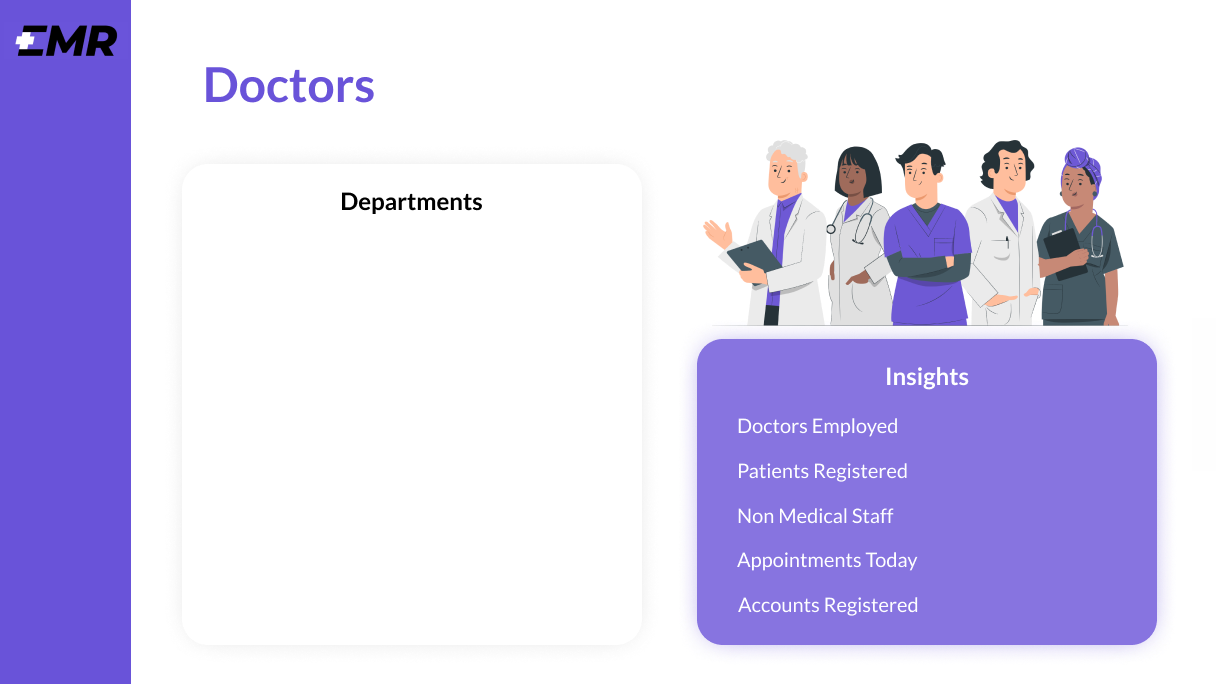 EMR
Doctors
Departments
Insights
Doctors Employed
Patients Registered
Non Medical Staff
Appointments Today
Accounts Registered